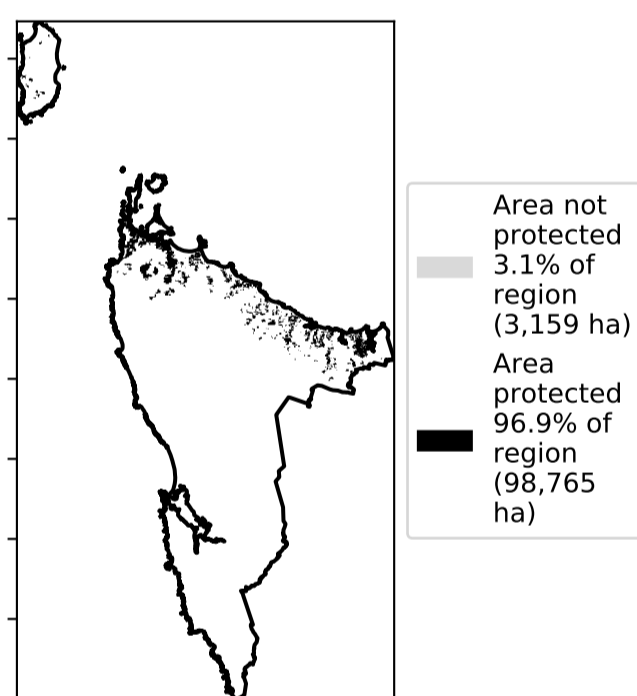 Area not
protected
3.1% of
region
(3,159 ha)
Area
protected
96.9% of
region
(98,765
ha)